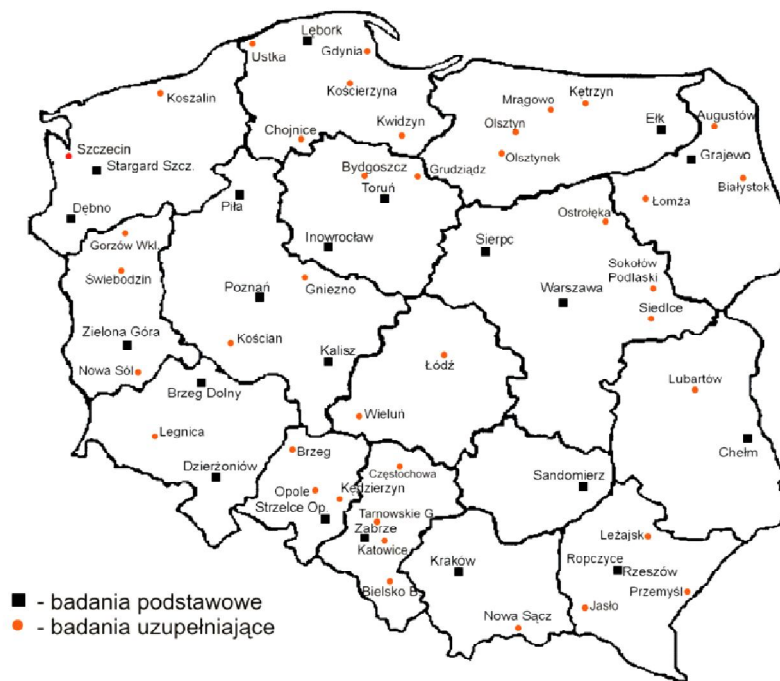 Lębork
Ustka
Gdynia
Koszalin
Kościerzyna
Kętrzyn
Mrągowo
Ełk
Augustów
Chojnice
Kwidzyn
Olsztyn
Szczecin
Olsztynek
Grajewo
Stargard Szcz.
Bydgoszcz
Grudziądz
Białystok
Toruń
Piła
Łomża
Dębno
Ostrołęka
Gorzów Wkl.
Inowrocław
Sierpc
Sokołów
Podlaski
Świebodzin
Gniezno
Poznań
Warszawa
Siedlce
Zielona Góra
Kościan
Kalisz
Łódź
Nowa Sól
Brzeg Dolny
Lubartów
Wieluń
Legnica
Brzeg
Chełm
Dzierżoniów
Częstochowa
Sandomierz
Opole
Kędzierzyn
Strzelce Op.
Tarnowskie G.
Zabrze
Leżajsk
Katowice
Kraków
Ropczyce
Rzeszów
Bielsko B.
Przemyśl
Jasło
Nowa Sącz
- badania podstawowe
- badania uzupełniające